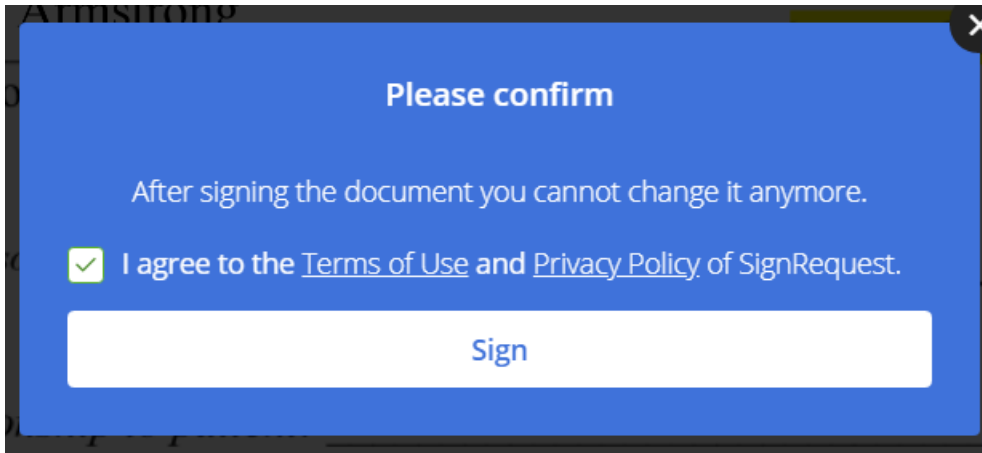 Armstrong
Please confirm
After signing the document you cannot change it anymore.
I agree to the Terms of Use and Privacy Policy of SignRequest.
Sign